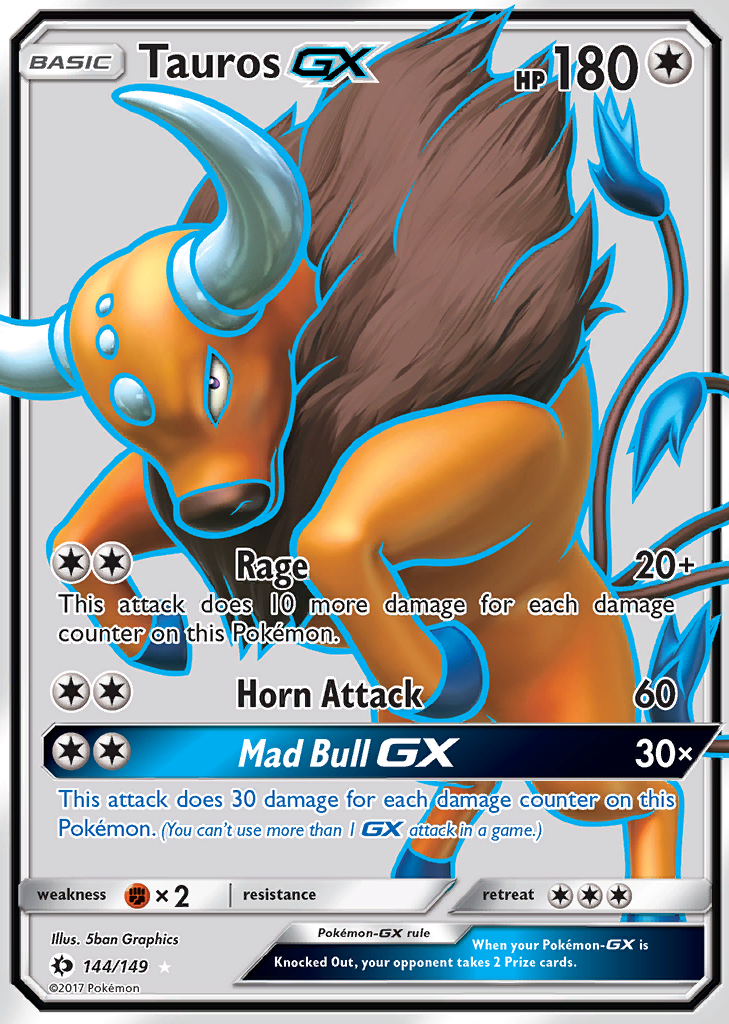 BASIC Tauros GX HP 180
Rage 20+
This attack does 10 more damage for each damage
counter on this Pokémon.
Horn Attack 60
Mad Bull GX 30×
This attack does 30 damage for each damage counter on this
Pokémon. (You can't use more than 1 GX attack in a game.)
weakness × 2 resistance retreat
Illus. 5ban Graphics
144/149
©2017 Pokémon
Pokémon-GX rule
When your Pokémon-GX is
Knocked Out, your opponent takes 2 Prize cards.